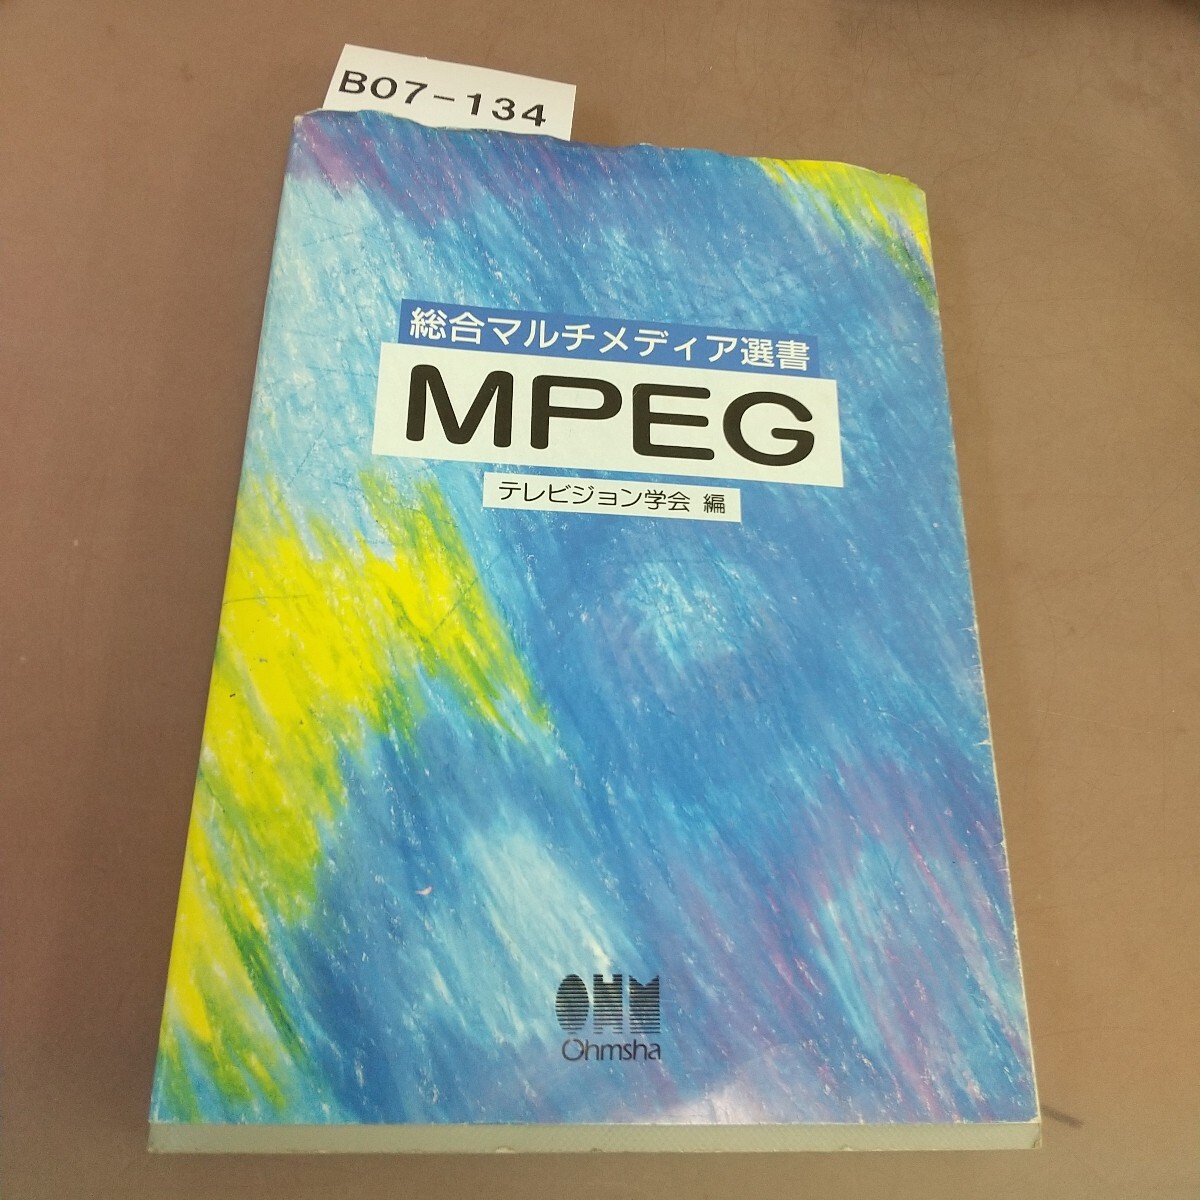 B07-134
総合マルチメディア選書
MPEG
テレビジョン学会 編
OHM
Ohmsha